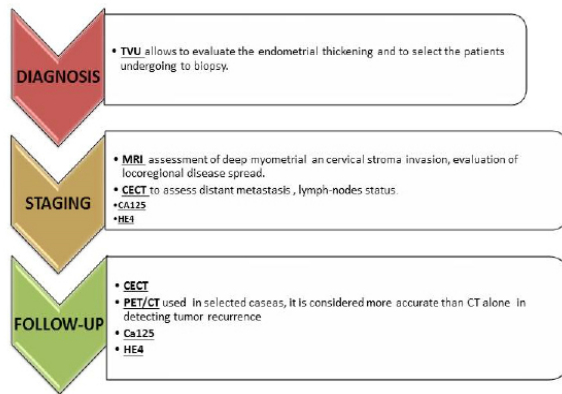 DIAGNOSIS
• TVU allows to evaluate the endometrial thickening and to select the patients
undergoing to biopsy.
STAGING
• MRI assessment of deep myometrial an cervical stroma invasion, evaluation of
locoregional disease spread.
• CECT to assess distant metastasis , lymph-nodes status.
•CA125
•HE4
FOLLOW-UP
• CECT
• PET/CT used in selected caseas, it is considered more accurate than CT alone in
detecting tumor recurrence
• Ca125
• HE4